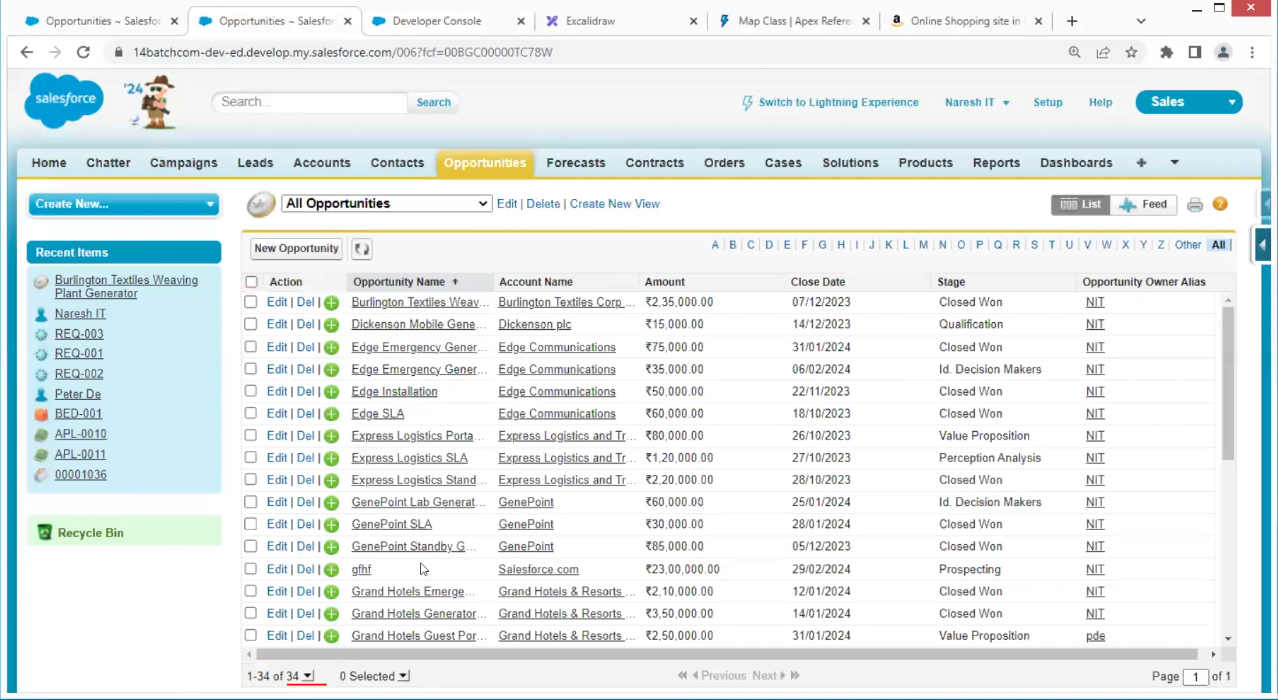 Opportunities ~ Salesfor
Opportunities ~ Salesfor
Developer Console
Excalidraw
Map Class | Apex Refere
Online Shopping site in
14batchcom-dev-ed.develop.my.salesforce.com/006?fcf=00BGC00000TC78W
salesforce
'24
Search...
Search
Switch to Lightning Experience
Naresh IT
Setup
Help
Sales
Home Chatter Campaigns Leads Accounts Contacts Opportunities Forecasts Contracts Orders Cases Solutions Products Reports Dashboards +
Create New...
Recent Items
Burlington Textiles Weaving
Plant Generator
Naresh IT
REQ-003
REQ-001
REQ-002
Peter De
BED-001
APL-0010
APL-0011
00001036
Recycle Bin
All Opportunities
Edit | Delete | Create New View
List
Feed
New Opportunity
A | B | C | D | E | F | G | H | I | J | K | L | M | N | O | P | Q | R | S | T | U | V | W | X | Y | Z | Other | All |
Action Opportunity Name Account Name Amount Close Date Stage Opportunity Owner Alias
Edit | Del | Burlington Textiles Weav... Burlington Textiles Corp ... ₹2,35,000.00 07/12/2023 Closed Won NIT
Edit | Del | Dickenson Mobile Gene... Dickenson plc ₹15,000.00 14/12/2023 Qualification NIT
Edit | Del | Edge Emergency Gener... Edge Communications ₹75,000.00 31/01/2024 Closed Won NIT
Edit | Del | Edge Emergency Gener... Edge Communications ₹35,000.00 06/02/2024 Id. Decision Makers NIT
Edit | Del | Edge Installation Edge Communications ₹50,000.00 22/11/2023 Closed Won NIT
Edit | Del | Edge SLA Edge Communications ₹60,000.00 18/10/2023 Closed Won NIT
Edit | Del | Express Logistics Porta... Express Logistics and Tr... ₹80,000.00 26/10/2023 Value Proposition NIT
Edit | Del | Express Logistics SLA Express Logistics and Tr... ₹1,20,000.00 27/10/2023 Perception Analysis NIT
Edit | Del | Express Logistics Stand... Express Logistics and Tr... ₹2,20,000.00 28/10/2023 Closed Won NIT
Edit | Del | GenePoint Lab Generat... GenePoint ₹60,000.00 25/01/2024 Id. Decision Makers NIT
Edit | Del | GenePoint SLA GenePoint ₹30,000.00 28/01/2024 Closed Won NIT
Edit | Del | GenePoint Standby G... GenePoint ₹85,000.00 05/12/2023 Closed Won NIT
Edit | Del | gfhf Salesforce.com ₹23,00,000.00 29/02/2024 Prospecting NIT
Edit | Del | Grand Hotels Emerge... Grand Hotels & Resorts ... ₹2,10,000.00 12/01/2024 Closed Won NIT
Edit | Del | Grand Hotels Generator... Grand Hotels & Resorts ... ₹3,50,000.00 14/01/2024 Closed Won NIT
Edit | Del | Grand Hotels Guest Por... Grand Hotels & Resorts ... ₹2,50,000.00 31/01/2024 Value Proposition pde
1-34 of 34 0 Selected Previous Next Page 1 of 1